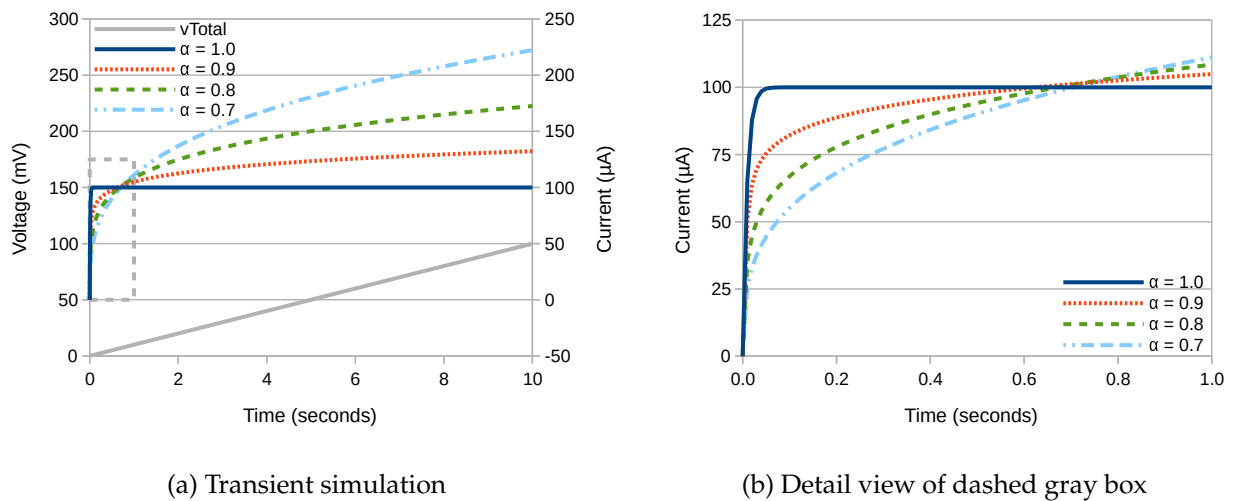 300
250
200
150
100
50
0
Voltage (mV)
vTotal
α = 1.0
α = 0.9
α = 0.8
α = 0.7
250
200
150
100
50
0
-50
Current (µA)
0 2 4 6 8 10
Time (seconds)
(a) Transient simulation
125
100
75
50
25
0
Current (µA)
α = 1.0
α = 0.9
α = 0.8
α = 0.7
0.0 0.2 0.4 0.6 0.8 1.0
Time (seconds)
(b) Detail view of dashed gray box